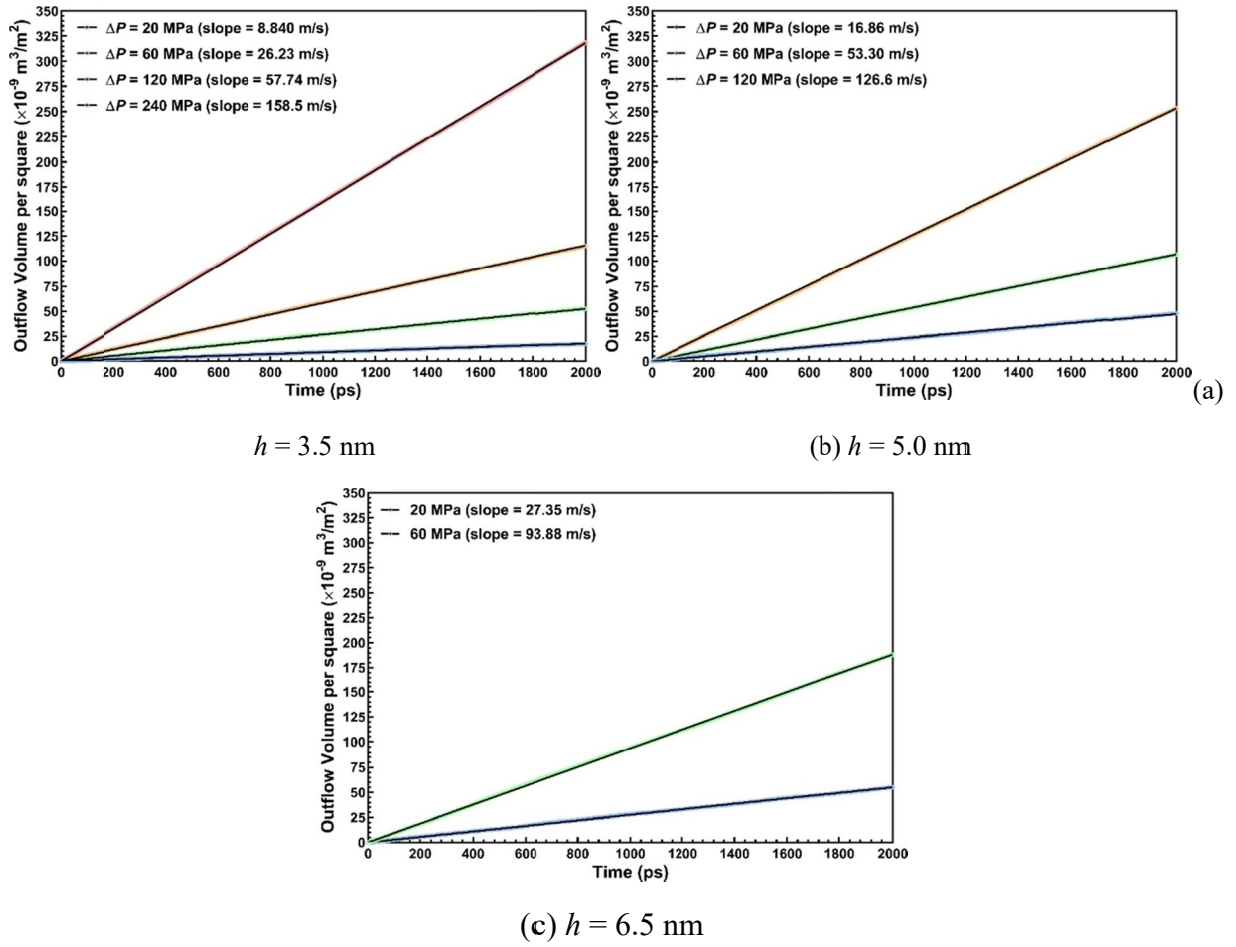 ΔP = 20 MPa (slope = 8.840 m/s)
ΔP = 60 MPa (slope = 26.23 m/s)
ΔP = 120 MPa (slope = 57.74 m/s)
ΔP = 240 MPa (slope = 158.5 m/s)
Outflow Volume per square (×10⁻⁹ m³/m²)
350
325
300
275
250
225
200
175
150
125
100
75
50
25
0
0 200 400 600 800 1000 1200 1400 1600 1800 2000
Time (ps)
ΔP = 20 MPa (slope = 16.86 m/s)
ΔP = 60 MPa (slope = 53.30 m/s)
ΔP = 120 MPa (slope = 126.6 m/s)
Outflow Volume per square (×10⁻⁹ m³/m²)
350
325
300
275
250
225
200
175
150
125
100
75
50
25
0
0 200 400 600 800 1000 1200 1400 1600 1800 2000
Time (ps)
(a)
h = 3.5 nm
(b) h = 5.0 nm
20 MPa (slope = 27.35 m/s)
60 MPa (slope = 93.88 m/s)
Outflow Volume per square (×10⁻⁹ m³/m²)
350
325
300
275
250
225
200
175
150
125
100
75
50
25
0
0 200 400 600 800 1000 1200 1400 1600 1800 2000
Time (ps)
(c) h = 6.5 nm